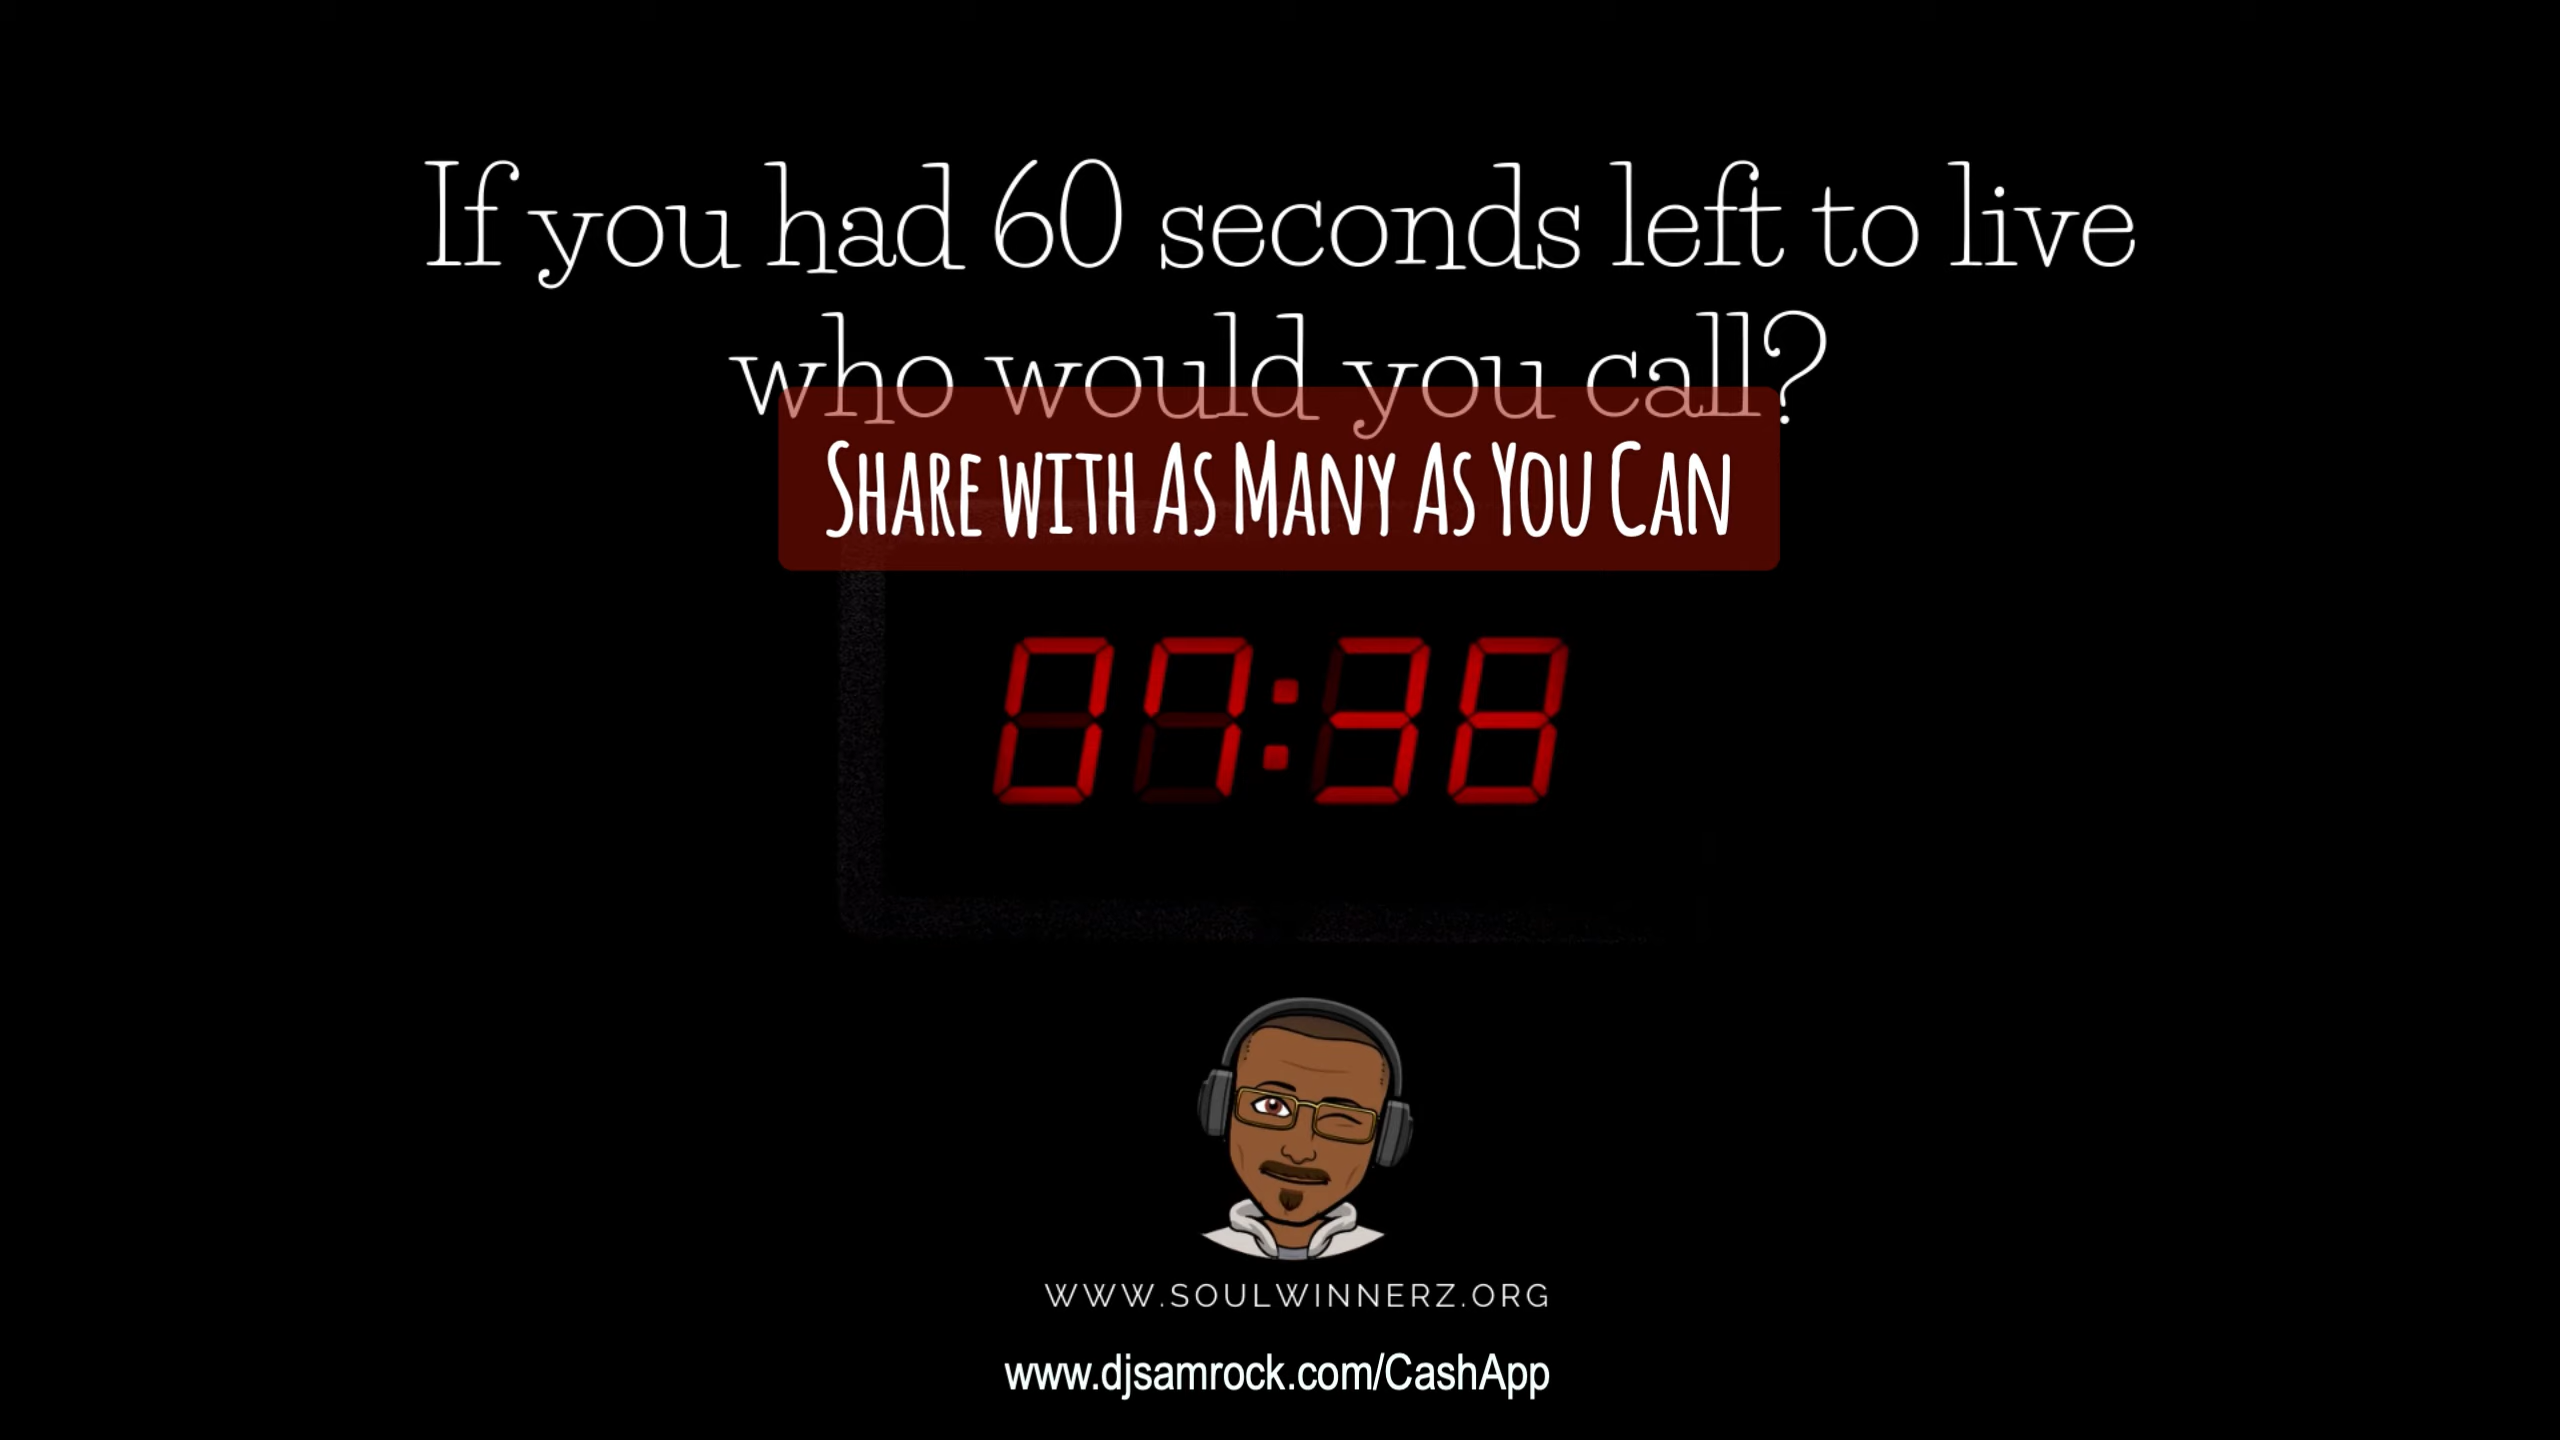 If you had 60 seconds left to live
who would you call?
Share with As Many As You Can
07:38
WWW.SOULWINNERZ.ORG
www.djsamrock.com/CashApp